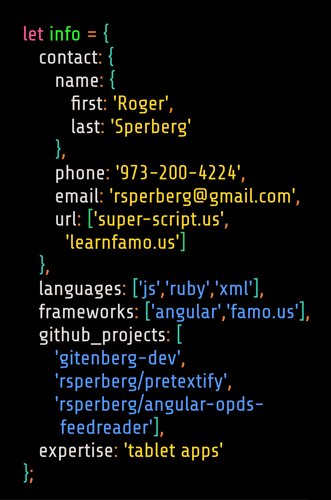 let info = {
contact: {
name: {
first: 'Roger',
last: 'Sperberg'
},
phone: '973-200-4224',
email: 'rsperberg@gmail.com',
url: ['super-script.us',
'learnfamo.us']
},
languages: ['js','ruby','xml'],
frameworks: ['angular','famo.us'],
github_projects: [
'gitenberg-dev',
'rsperberg/pretextify',
'rsperberg/angular-opds-
feedreader'],
expertise: 'tablet apps'
};